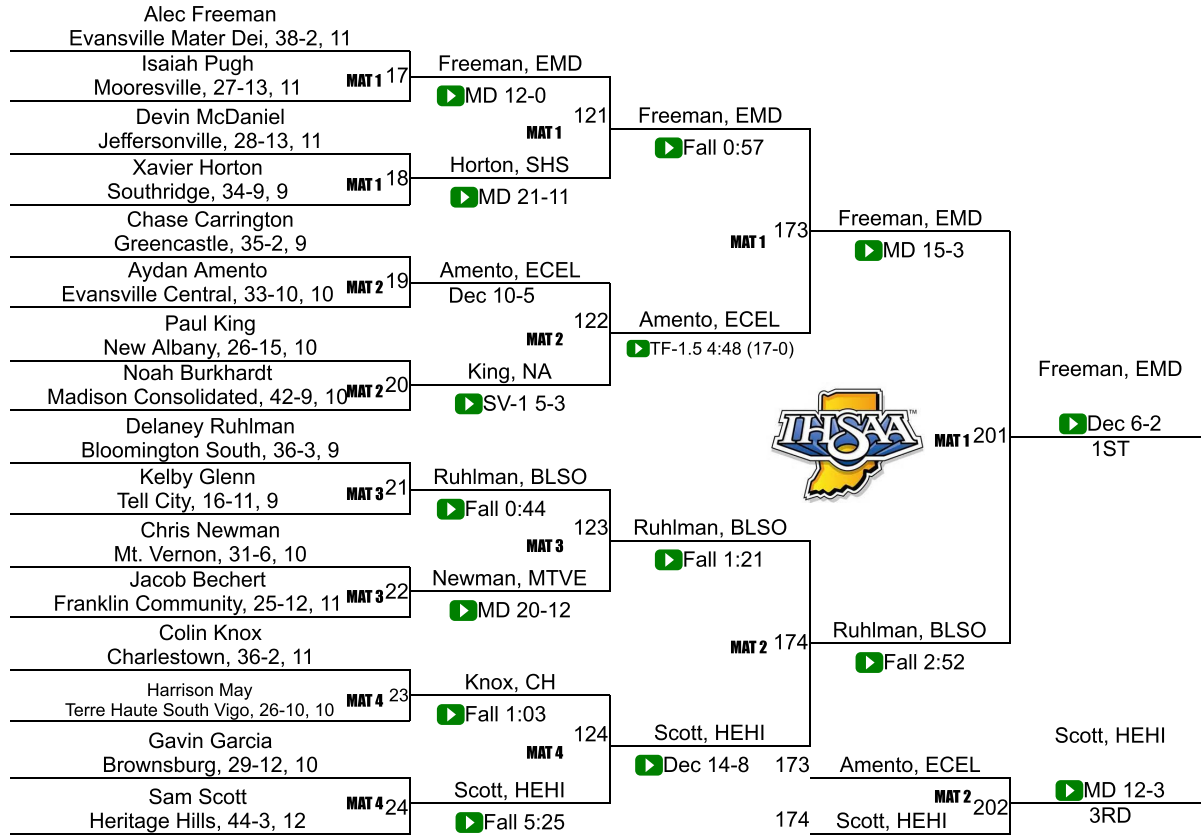 Alec Freeman
Evansville Mater Dei, 38-2, 11
Isaiah Pugh
Mooresville, 27-13, 11
MAT 1 17
Freeman, EMD
MD 12-0
Devin McDaniel
Jeffersonville, 28-13, 11
Xavier Horton
Southridge, 34-9, 9
MAT 1 18
Horton, SHS
MD 21-11
MAT 1 121
Freeman, EMD
Fall 0:57
Chase Carrington
Greencastle, 35-2, 9
Aydan Amento
Evansville Central, 33-10, 10
MAT 2 19
Amento, ECEL
Dec 10-5
Paul King
New Albany, 26-15, 10
Noah Burkhardt
Madison Consolidated, 42-9, 10
MAT 2 20
King, NA
SV-1 5-3
MAT 2 122
Amento, ECEL
TF-1.5 4:48 (17-0)
MAT 1 173
Freeman, EMD
MD 15-3
Delaney Ruhlman
Bloomington South, 36-3, 9
Kelby Glenn
Tell City, 16-11, 9
MAT 3 21
Ruhlman, BLSO
Fall 0:44
Chris Newman
Mt. Vernon, 31-6, 10
Jacob Bechert
Franklin Community, 25-12, 11
MAT 3 22
Newman, MTVE
MD 20-12
MAT 3 123
Ruhlman, BLSO
Fall 1:21
Colin Knox
Charlestown, 36-2, 11
Harrison May
Terre Haute South Vigo, 26-10, 10
MAT 4 23
Knox, CH
Fall 1:03
Gavin Garcia
Brownsburg, 29-12, 10
Sam Scott
Heritage Hills, 44-3, 12
MAT 4 24
Scott, HEHI
Fall 5:25
MAT 4 124
Scott, HEHI
Dec 14-8
MAT 2 174
Ruhlman, BLSO
Fall 2:52
IHSAA™
MAT 1 201
Freeman, EMD
Dec 6-2
1ST
173 Amento, ECEL
174 Scott, HEHI
MAT 2 202
Scott, HEHI
MD 12-3
3RD